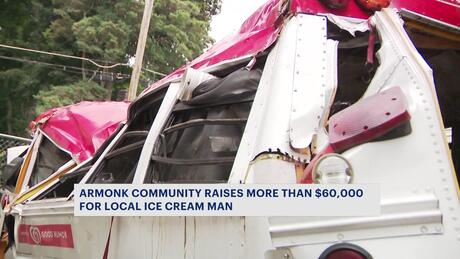 ARMONK COMMUNITY RAISES MORE THAN $60,000
FOR LOCAL ICE CREAM MAN
GOOD HUMOR